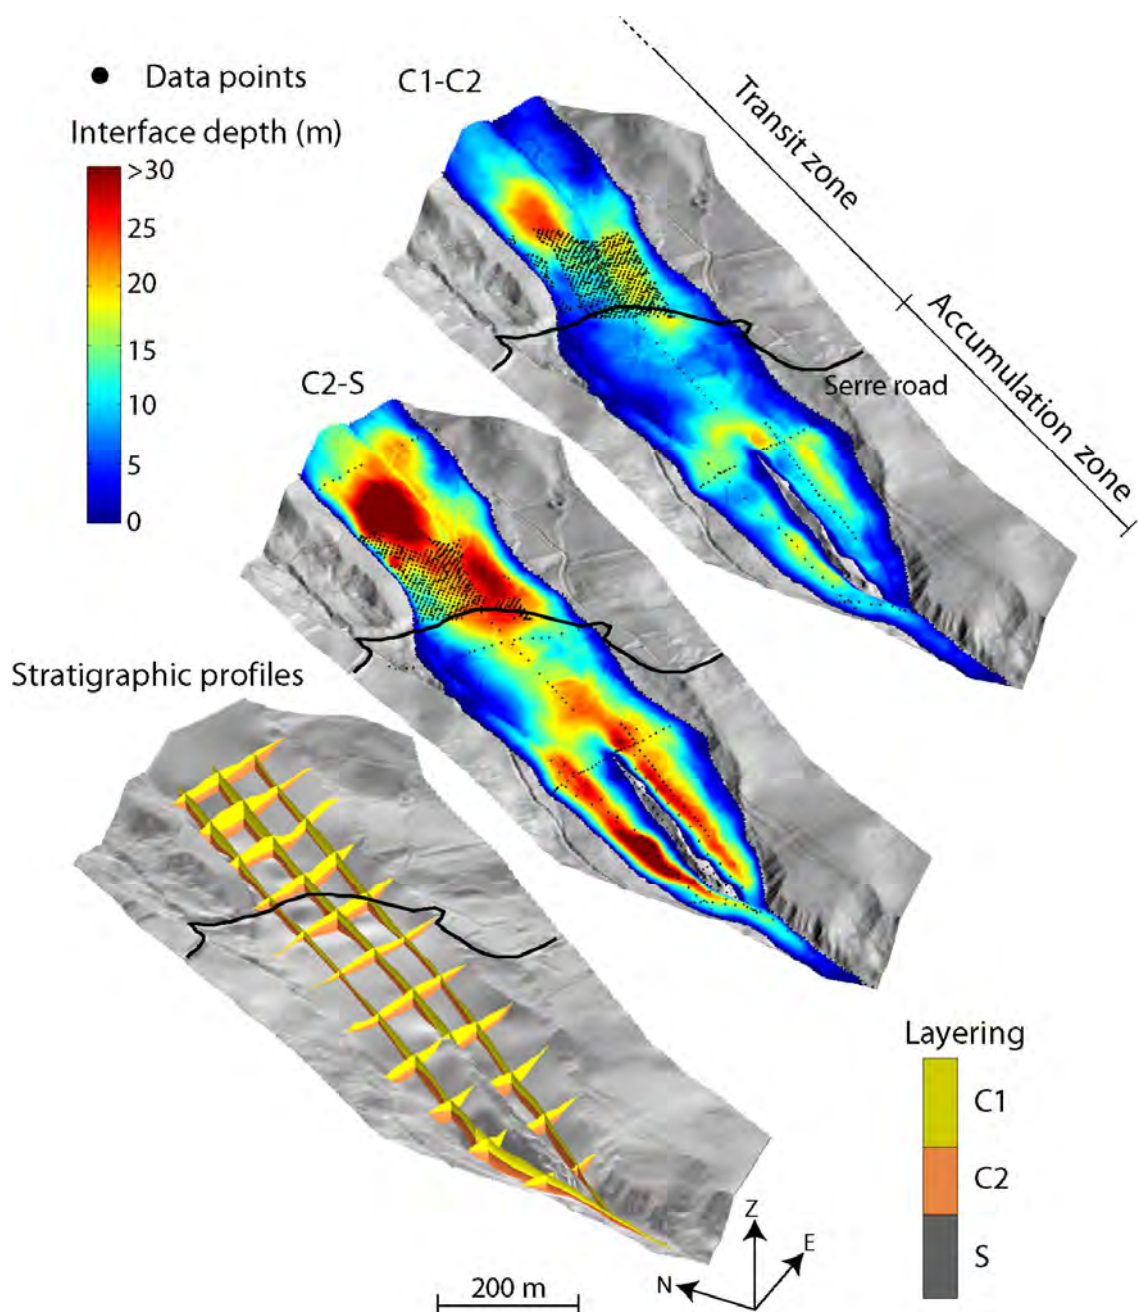 Data points
Interface depth (m)
>30
25
20
15
10
5
0
C1-C2
Transit zone
Accumulation zone
Serre road
C2-S
Stratigraphic profiles
Layering
C1
C2
S
Z
E
N
200 m